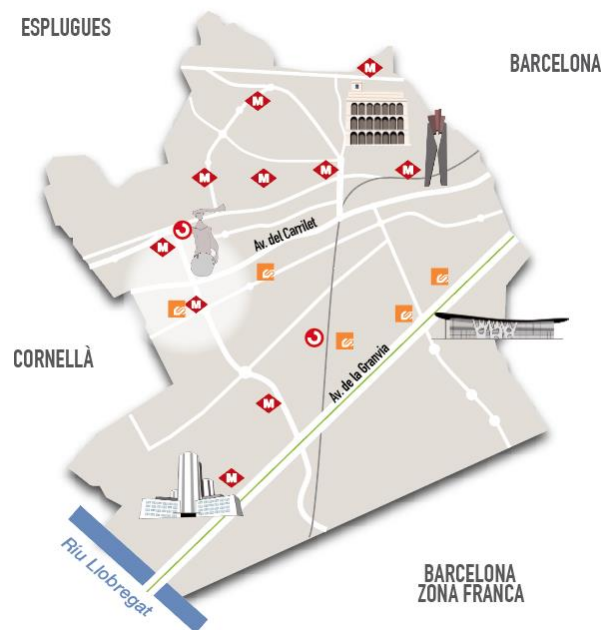 ESPLUGUES
BARCELONA
M
M
M
M
M
M
M
Av. del Carrilet
M
CORNELLÀ
Av. de la Granvia
M
M
Riu Llobregat
BARCELONA
ZONA FRANCA